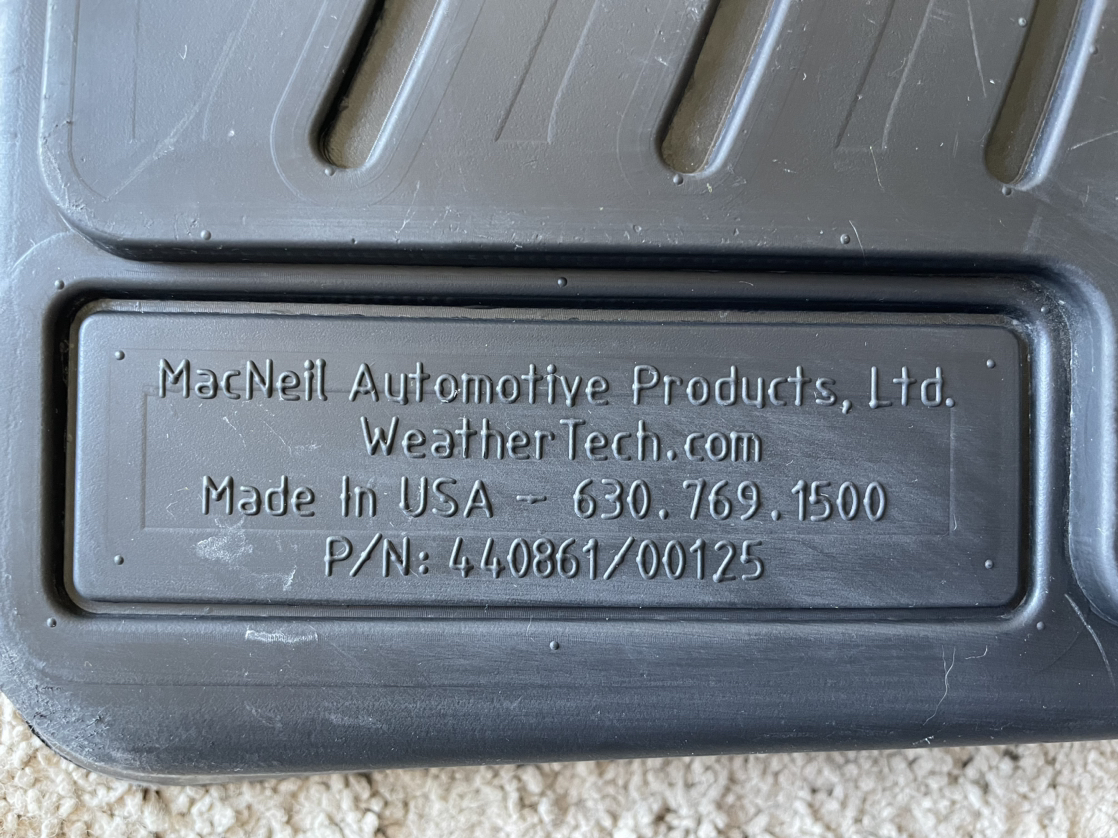 MacNeil Automotive Products, Ltd.
WeatherTech.com
Made In USA - 630.769.1500
P/N: 440861/00125